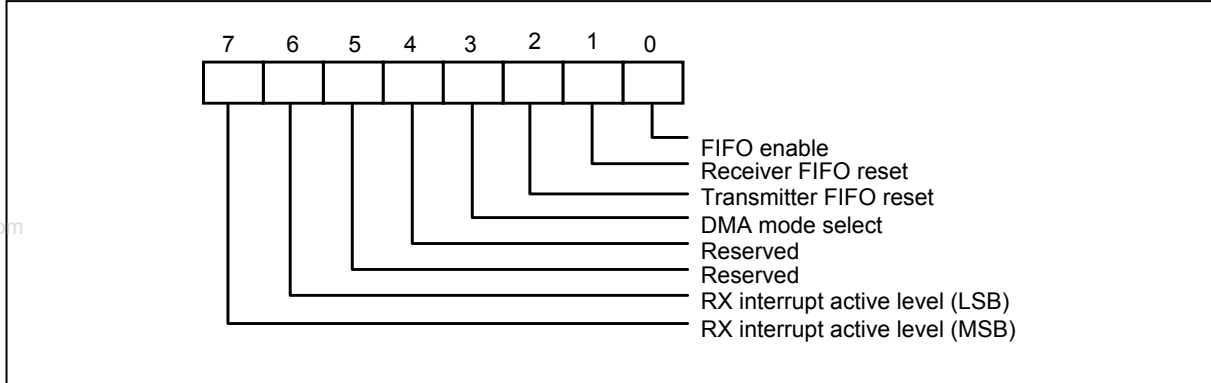 7 6 5 4 3 2 1 0
FIFO enable
Receiver FIFO reset
Transmitter FIFO reset
DMA mode select
Reserved
Reserved
RX interrupt active level (LSB)
RX interrupt active level (MSB)